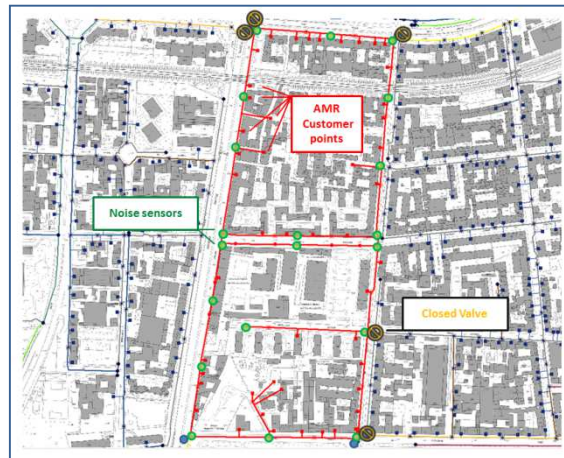 AMR
Customer
points
Noise sensors
Closed Valve